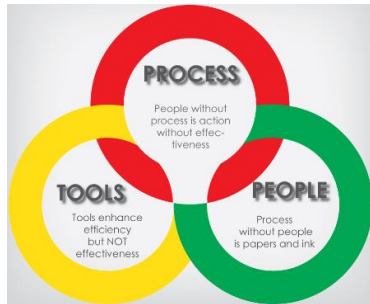 PROCESS
People without
process is action
without effec-
tiveness
TOOLS
Tools enhance
efficiency
but NOT
effectiveness
PEOPLE
Process
without people
is papers and ink